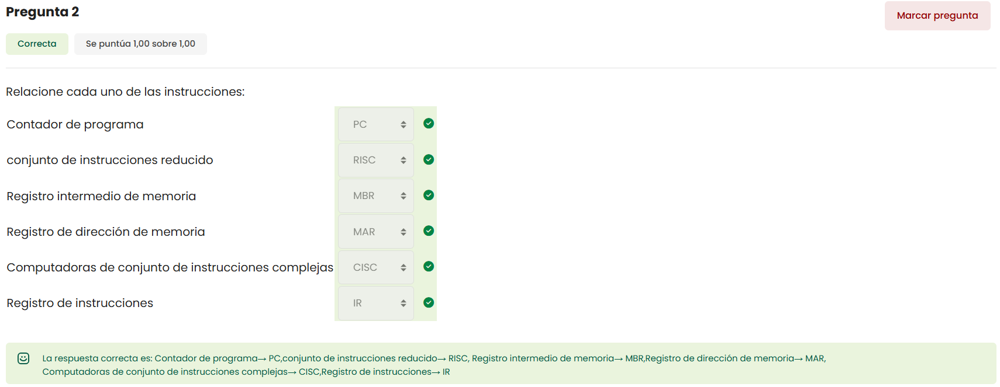 Pregunta 2
Marcar pregunta
Correcta
Se puntúa 1,00 sobre 1,00
Relacione cada uno de las instrucciones:
Contador de programa PC
conjunto de instrucciones reducido RISC
Registro intermedio de memoria MBR
Registro de dirección de memoria MAR
Computadoras de conjunto de instrucciones complejas CISC
Registro de instrucciones IR
La respuesta correcta es: Contador de programa→ PC,conjunto de instrucciones reducido→ RISC, Registro intermedio de memoria→ MBR,Registro de dirección de memoria→ MAR,
Computadoras de conjunto de instrucciones complejas→ CISC,Registro de instrucciones→ IR